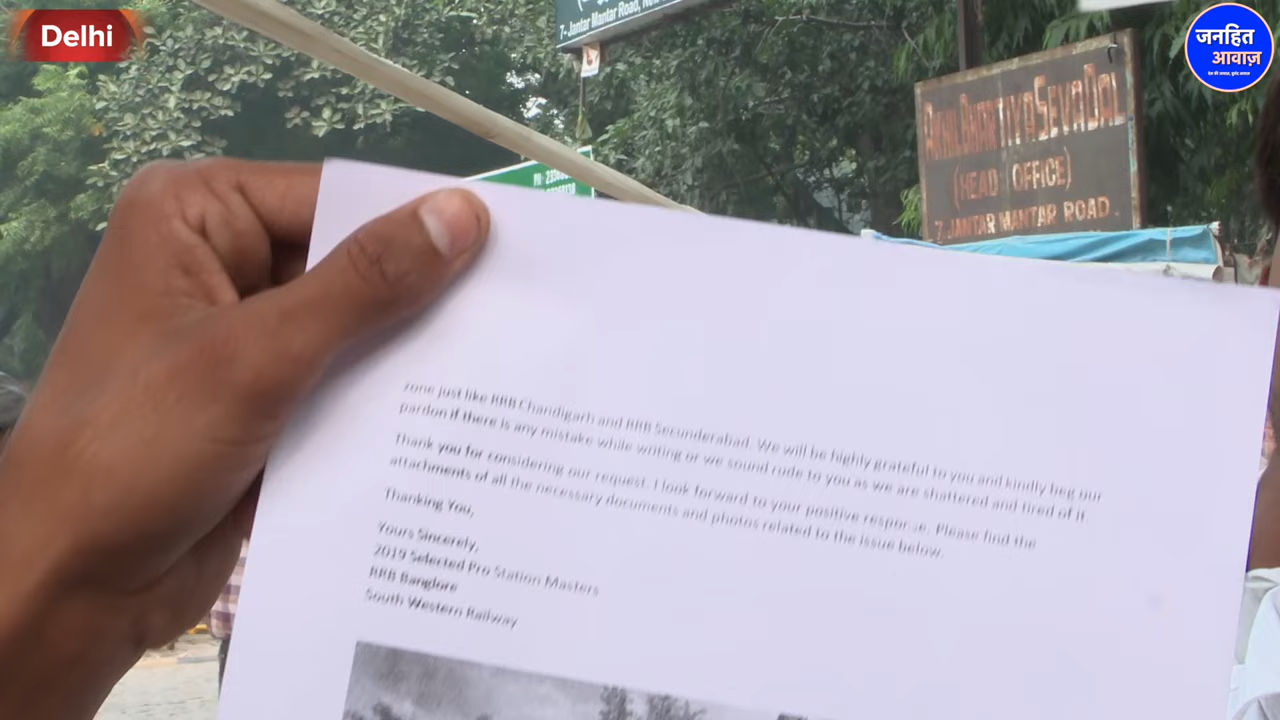 Delhi
जनहित
आवाज़
7-Jantar Mantar Road, New
AKHIL BHARTIYA SEVA DAL
(HEAD OFFICE)
7 JANTAR MANTAR ROAD.
zone just like RRB Chandigarh and RRB Secunderabad. We will be highly grateful to you and kindly beg our
pardon if there is any mistake while writing or we sound rude to you as we are shattered and tired of it.
Thank you for considering our request. I look forward to your positive response. Please find the
attachments of all the necessary documents and photos related to the issue below.
Thanking You,
Yours Sincerely,
2019 Selected Pro Station Masters
RRB Banglore
South Western Railway